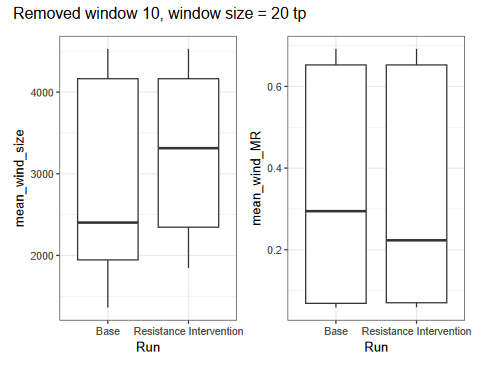 Removed window 10, window size = 20 tp
mean_wind_size
4000
3000
2000
Base
Resistance Intervention
Run
mean_wind_MR
0.6
0.4
0.2
Base
Resistance Intervention
Run